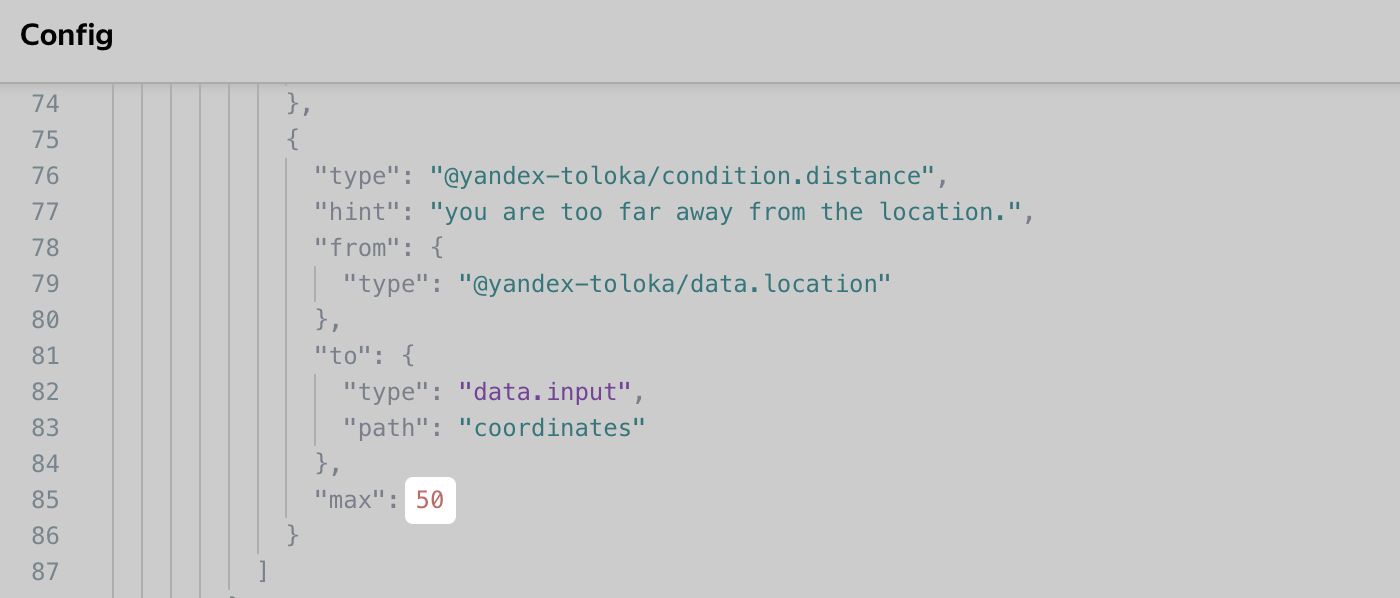 Config
74 },
75 {
76 "type": "@yandex-toloka/condition.distance",
77 "hint": "you are too far away from the location.",
78 "from": {
79 "type": "@yandex-toloka/data.location"
80 },
81 "to": {
82 "type": "data.input",
83 "path": "coordinates"
84 },
85 "max": 50
86 }
87 ]